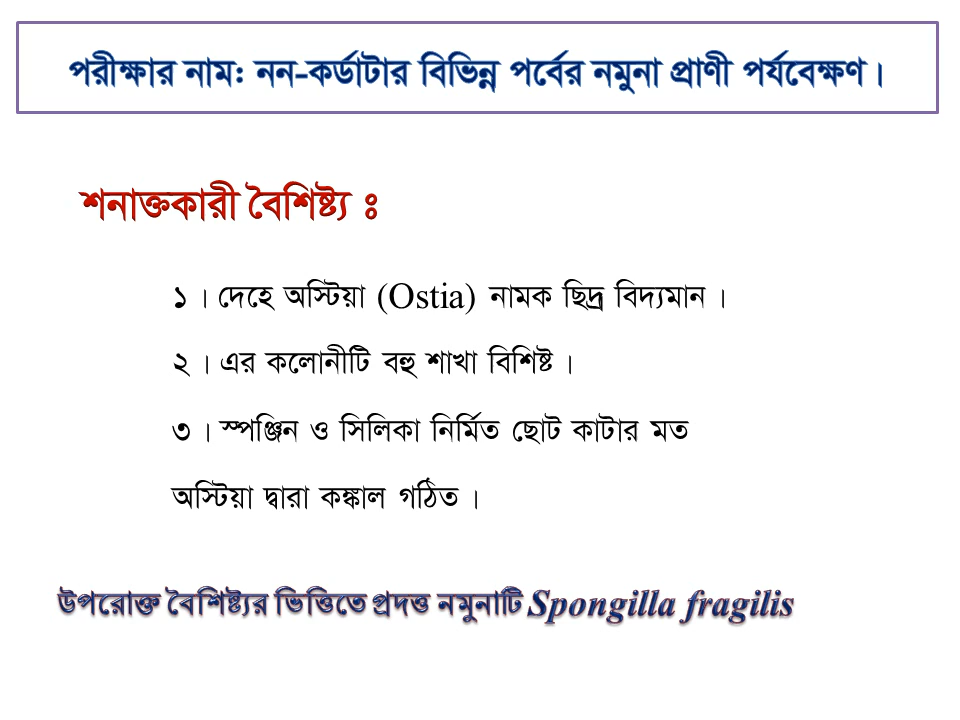 পরীক্ষার নাম: নন-কর্ডাটার বিভিন্ন পর্বের নমুনা প্রাণী পর্যবেক্ষণ।
শনাক্তকারী বৈশিষ্ট্য ঃ
১। দেহে অস্টিয়া (Ostia) নামক ছিদ্র বিদ্যমান।
২। এর কলোনীটি বহু শাখা বিশিষ্ট।
৩। স্পঞ্জিন ও সিলিকা নির্মিত ছোট কাটার মত
অস্টিয়া দ্বারা কঙ্কাল গঠিত।
উপরোক্ত বৈশিষ্ট্যর ভিত্তিতে প্রদত্ত নমুনাটি Spongilla fragilis